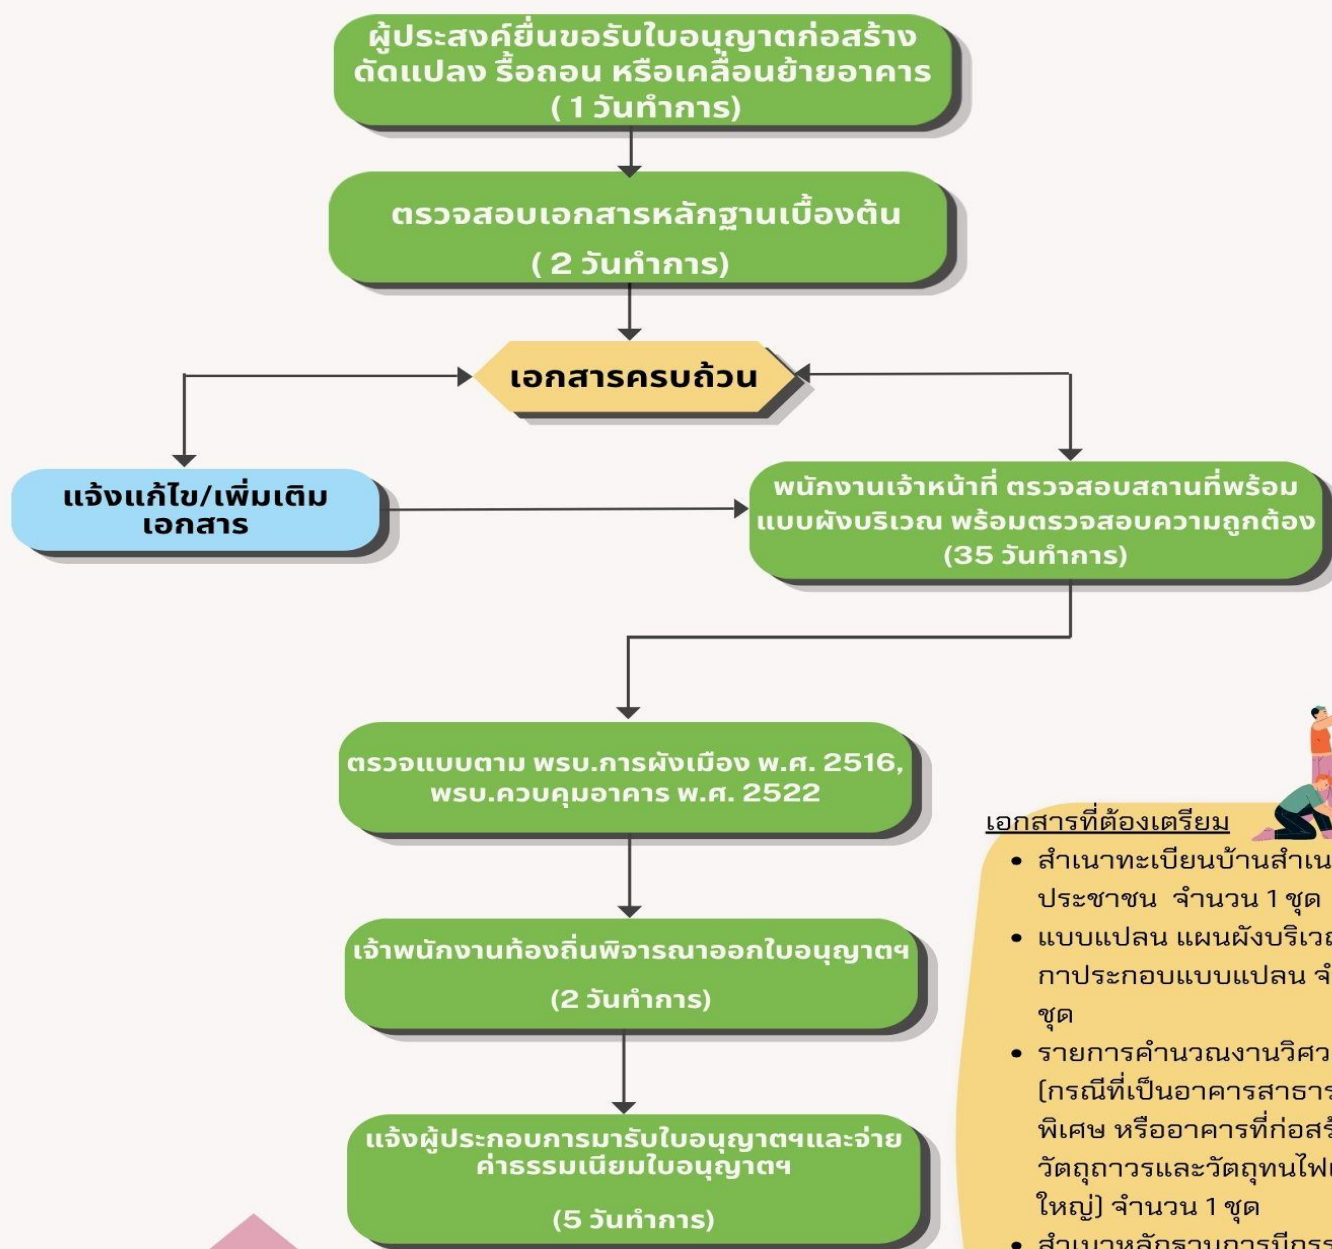 ผู้ประสงค์ยื่นขอรับใบอนุญาตก่อสร้าง
ดัดแปลง รื้อถอน หรือเคลื่อนย้ายอาคาร
( 1 วันทำการ)
ตรวจสอบเอกสารหลักฐานเบื้องต้น
( 2 วันทำการ)
เอกสารครบถ้วน
แจ้งแก้ไข/เพิ่มเติม
เอกสาร
พนักงานเจ้าหน้าที่ ตรวจสอบสถานที่พร้อม
แบบผังบริเวณ พร้อมตรวจสอบความถูกต้อง
(35 วันทำการ)
ตรวจแบบตาม พรบ.การผังเมือง พ.ศ. 2516,
พรบ.ควบคุมอาคาร พ.ศ. 2522
เจ้าพนักงานท้องถิ่นพิจารณาออกใบอนุญาตฯ
(2 วันทำการ)
แจ้งผู้ประกอบการมารับใบอนุญาตฯและจ่าย
ค่าธรรมเนียมใบอนุญาตฯ
(5 วันทำการ)
เอกสารที่ต้องเตรียม
• สำเนาทะเบียนบ้านสำเน
ประชาชน จำนวน 1 ชุด
• แบบแปลน แผนผังบริเวณ
กาประกอบแบบแปลน จำ
ชุด
• รายการคำนวณงานวิศว
(กรณีที่เป็นอาคารสาธาร
พิเศษ หรืออาคารที่ก่อสร้
วัตถุถาวรและวัตถุทนไฟเ
ใหญ่) จำนวน 1 ชุด
• สำเนาหลักฐานการมีกรร